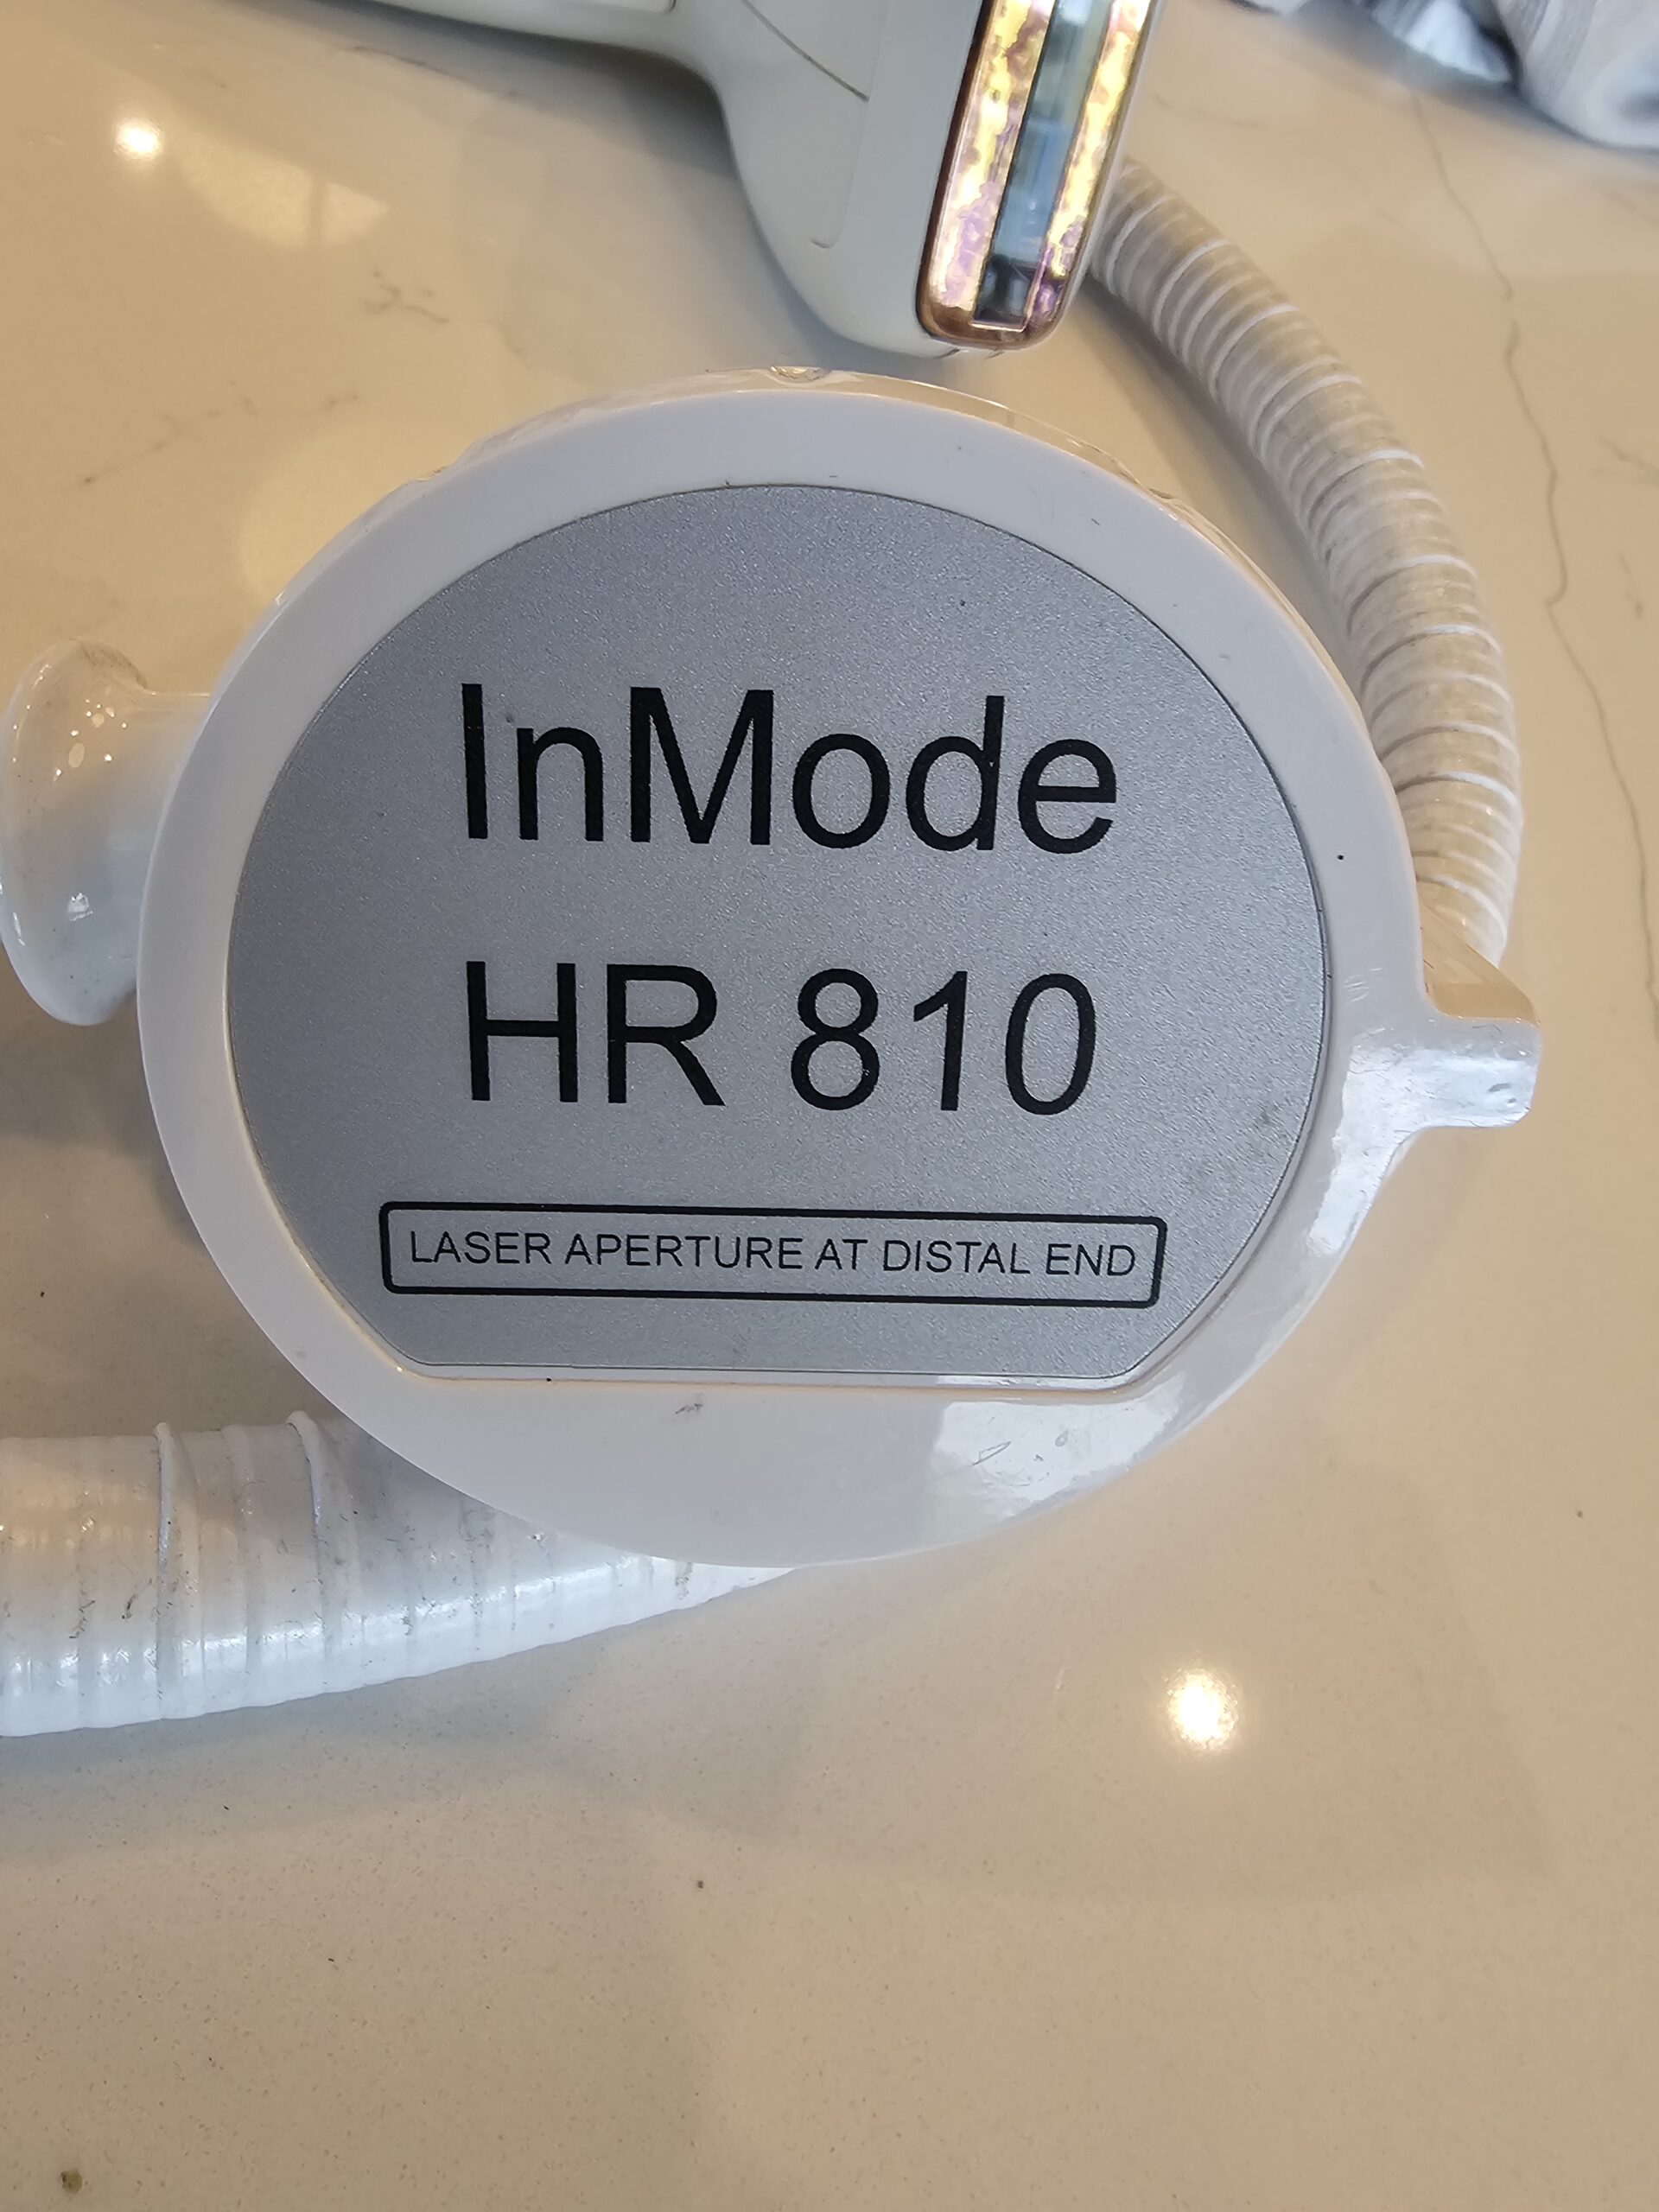 InMode
HR 810
LASER APERTURE AT DISTAL END